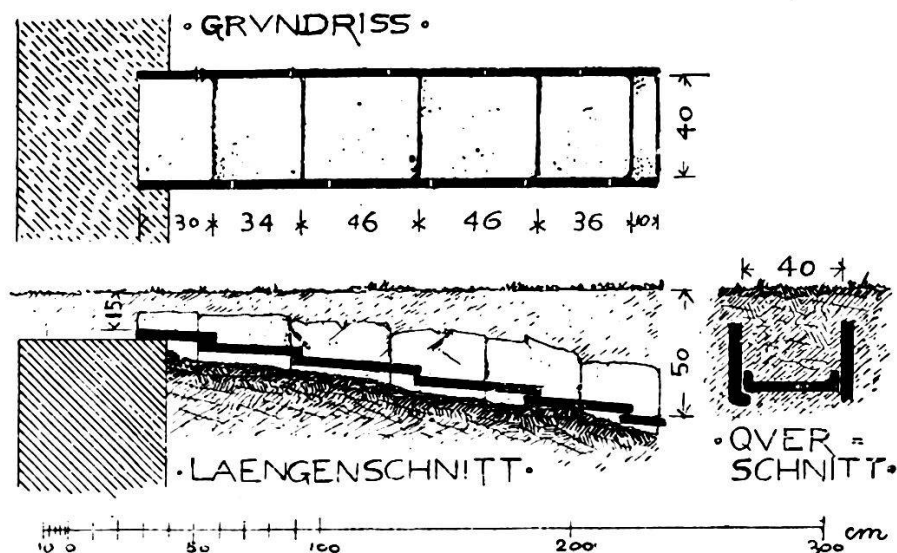 · GRVNDRISS ·
40
30 34 46 46 36 10
40
15
50
· LAENGENSCHNITT ·
· QVER =
SCHNITT ·
10 0 50 100 200 300 cm